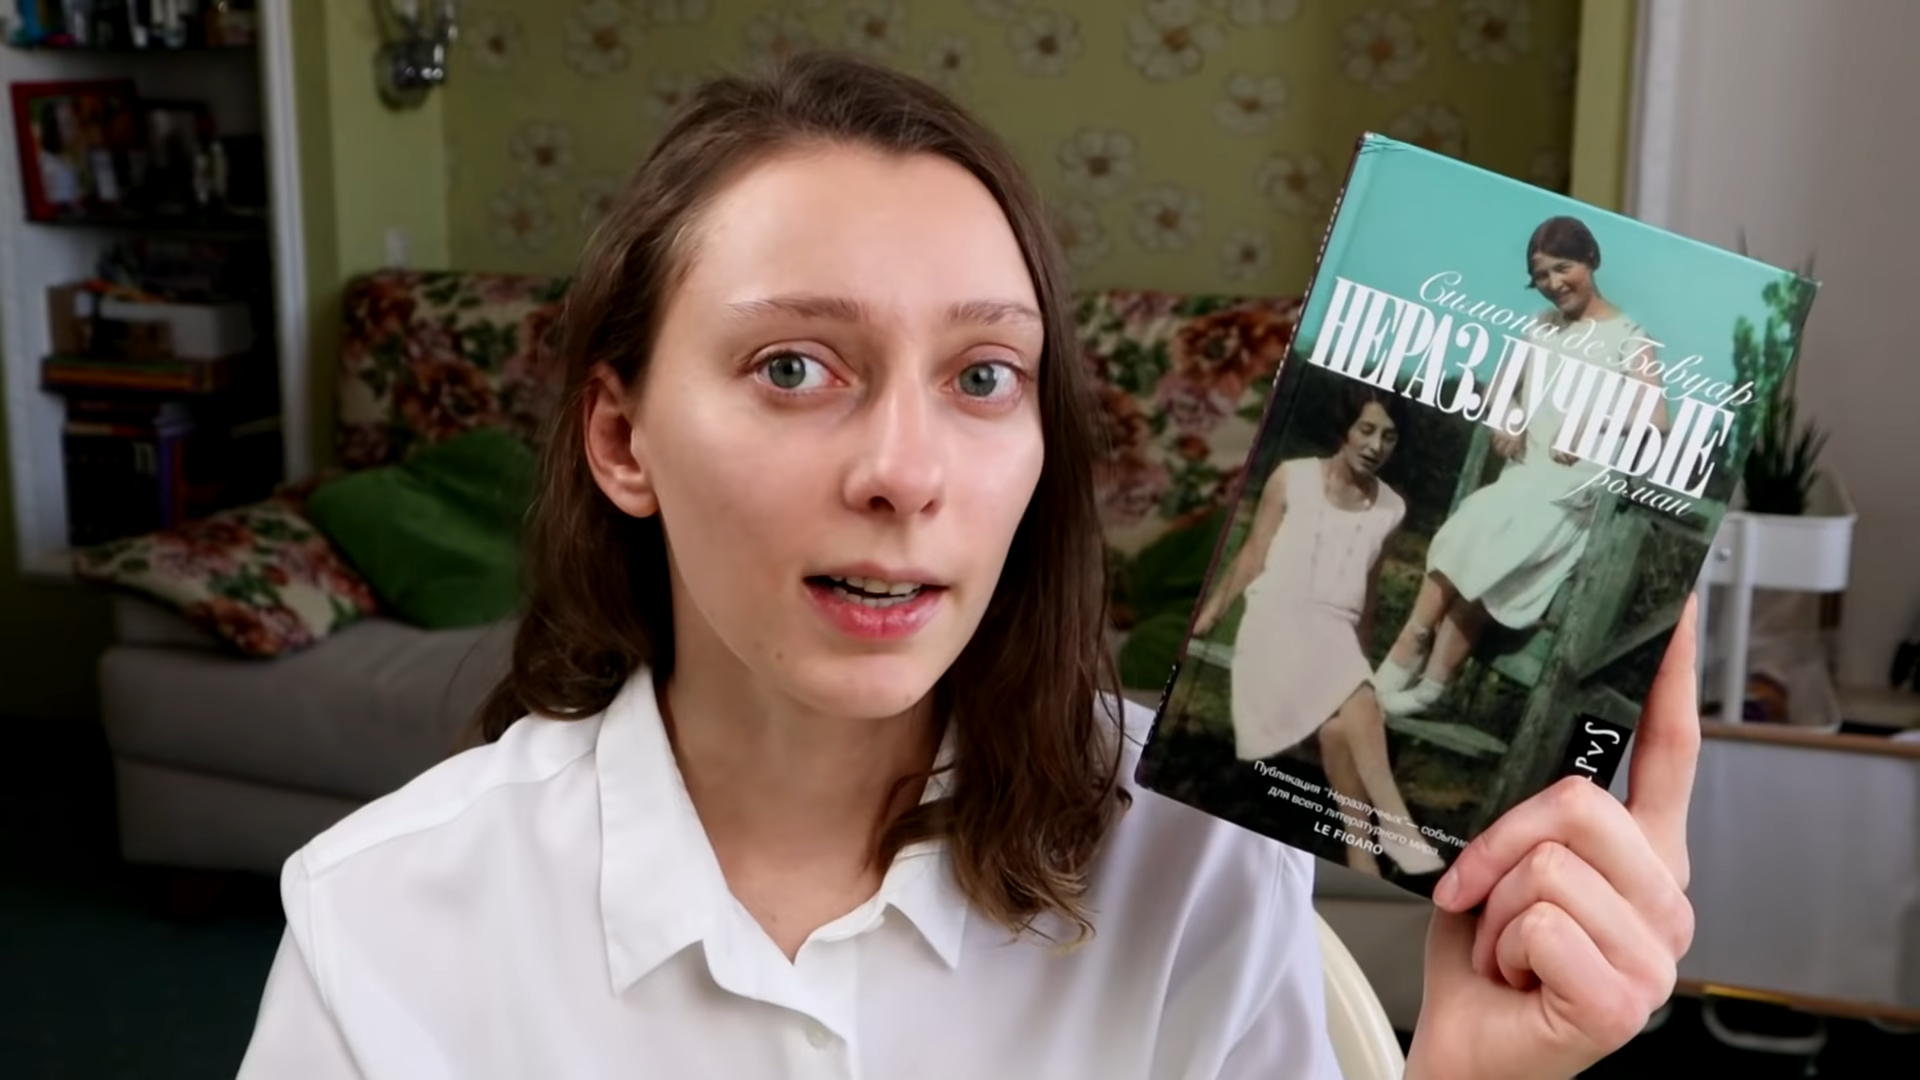 Симона де Бовуар
НЕРАЗЛУЧНЫЕ
роман
Публикация "Неразлучных" — событие
для всего литературного мира.
LE FIGARO